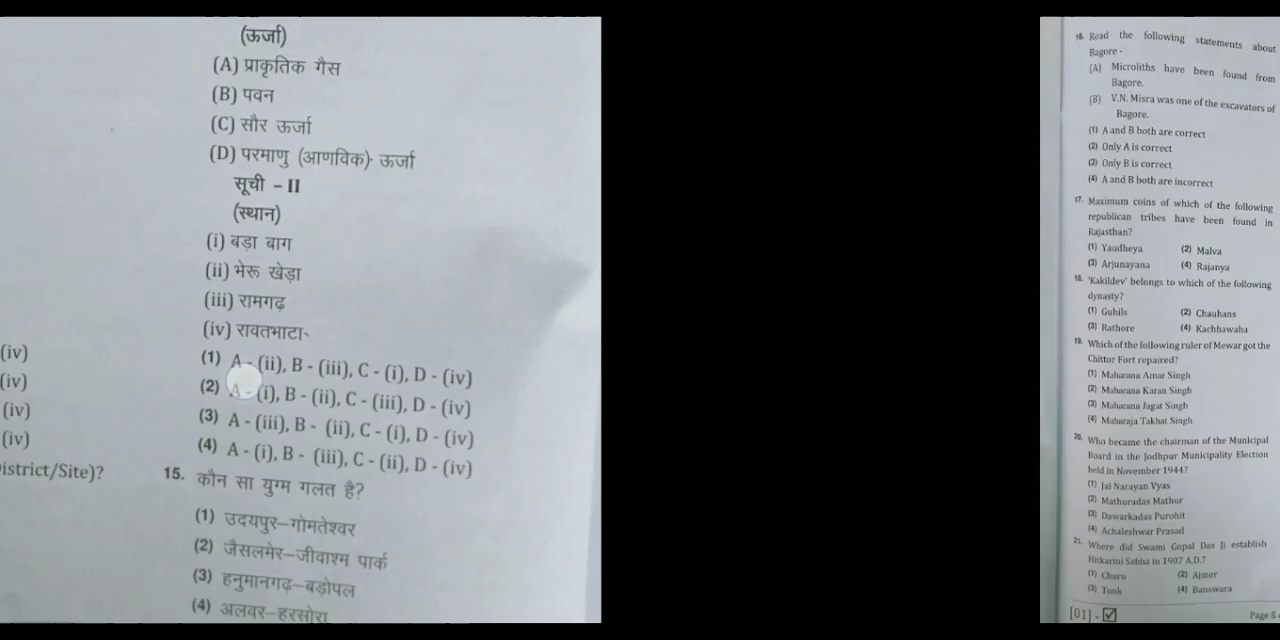 (ऊर्जा)
(A) प्राकृतिक गैस
(B) पवन
(C) सौर ऊर्जा
(D) परमाणु (आणविक) ऊर्जा
सूची - II
(स्थान)
(i) बड़ा बाग
(ii) भेरू खेड़ा
(iii) रामगढ़
(iv) रावतभाटा
(1) A - (ii), B - (iii), C - (i), D - (iv)
(2) A - (i), B - (ii), C - (iii), D - (iv)
(3) A - (iii), B - (ii), C - (i), D - (iv)
(4) A - (i), B - (iii), C - (ii), D - (iv)
15. कौन सा युग्म गलत है?
(1) उदयपुर–गोमतेश्वर
(2) जैसलमेर–जीवाश्म पार्क
(3) हनुमानगढ़–बड़ोपल
(4) अलवर–हरसोरा
(iv)
(iv)
(iv)
(iv)
istrict/Site)?
16. Read the following statements about
Bagore -
(A) Microliths have been found from
Bagore.
(B) V.N. Misra was one of the excavators of
Bagore.
(1) A and B both are correct
(2) Only A is correct
(3) Only B is correct
(4) A and B both are incorrect
17. Maximum coins of which of the following
republican tribes have been found in
Rajasthan?
(1) Yaudheya (2) Malva
(3) Arjunayana (4) Rajanya
18. 'Kakildev' belongs to which of the following
dynasty?
(1) Guhils (2) Chauhans
(3) Rathore (4) Kachhawaha
19. Which of the following ruler of Mewar got the
Chittor Fort repaired?
(1) Maharana Amar Singh
(2) Maharana Karan Singh
(3) Maharana Jagat Singh
(4) Maharaja Takhat Singh
20. Who became the chairman of the Municipal
Board in the Jodhpur Municipality Election
held in November 1944?
(1) Jai Narayan Vyas
(2) Mathuradas Mathur
(3) Dawarkadas Purohit
(4) Achaleshwar Prasad
21. Where did Swami Gopal Das Ji establish
Hitkarini Sabha in 1907 A.D.?
(1) Churu (2) Ajmer
(3) Tonk (4) Banswara
[01] - ☑ Page 5